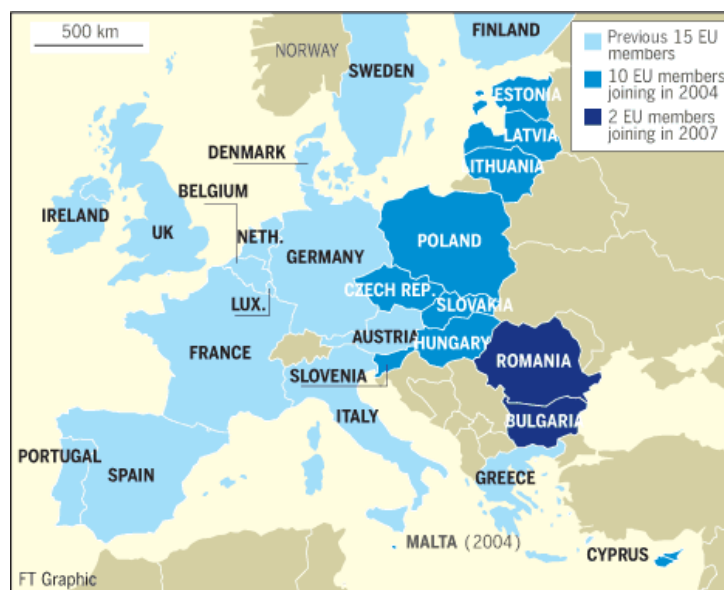 500 km
NORWAY
FINLAND
SWEDEN
Previous 15 EU
members
10 EU members
joining in 2004
2 EU members
joining in 2007
ESTONIA
LATVIA
LITHUANIA
DENMARK
BELGIUM
IRELAND
UK
NETH.
GERMANY
POLAND
LUX.
CZECH REP.
SLOVAKIA
FRANCE
AUSTRIA
HUNGARY
SLOVENIA
ROMANIA
ITALY
BULGARIA
PORTUGAL
SPAIN
GREECE
MALTA (2004)
CYPRUS
FT Graphic